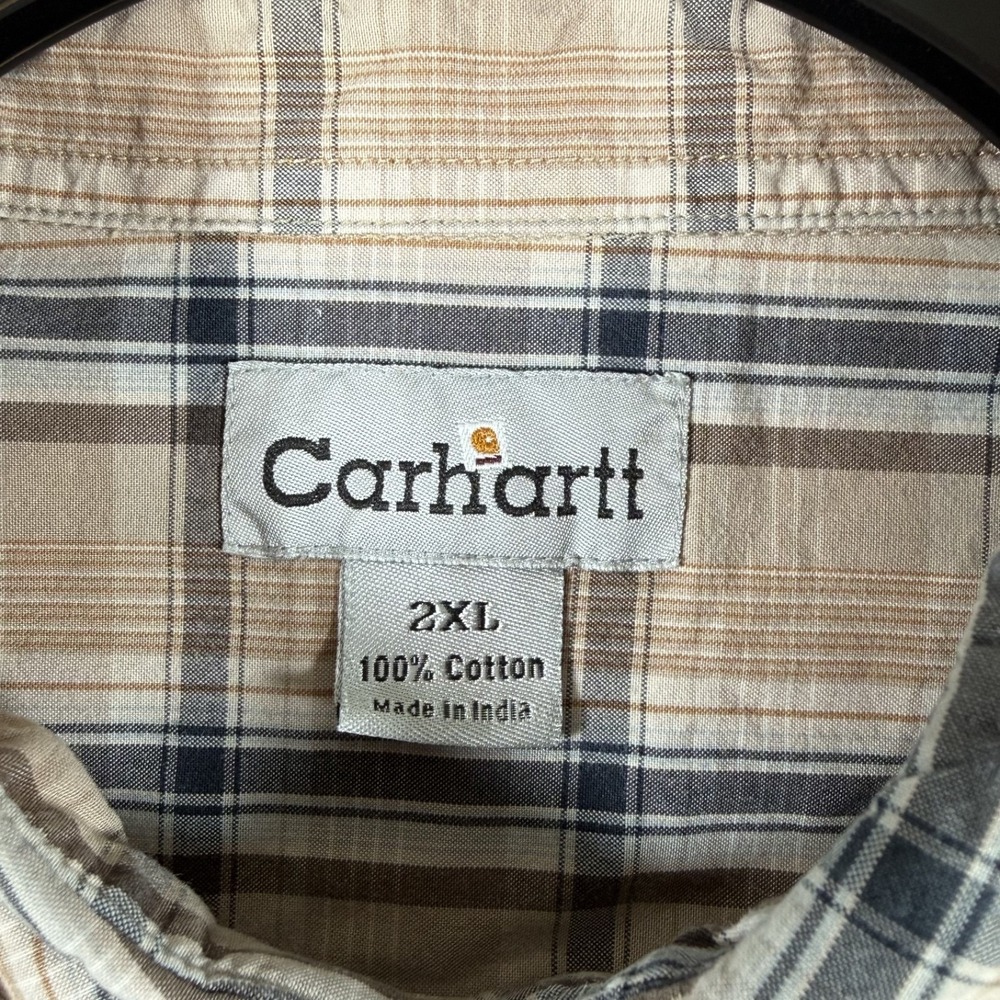 Carhartt
2XL
100% Cotton
Made in India